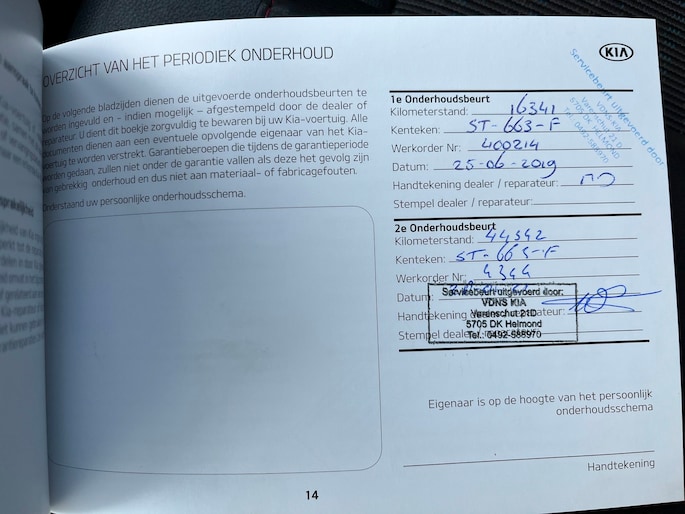 OVERZICHT VAN HET PERIODIEK ONDERHOUD
Op de volgende bladzijden dienen de uitgevoerde onderhoudsbeurten te
worden ingevuld en - indien mogelijk – afgestempeld door de dealer of
reparateur. U dient dit boekje zorgvuldig te bewaren bij uw Kia-voertuig. Alle
documenten dienen aan een eventuele opvolgende eigenaar van het Kia-
voertuig te worden verstrekt. Garantieberoepen die tijdens de garantieperiode
worden gedaan, zullen niet onder de garantie vallen als deze het gevolg zijn
van gebrekkig onderhoud en dus niet aan materiaal- of fabricagefouten.
Onderstaand uw persoonlijke onderhoudsschema.
KIA
Servicebeurt uitgevoerd door
1e Onderhoudsbeurt
Kilometerstand: 16341
Kenteken: ST-663-F
Werkorder Nr: 400214
Datum: 25-06-2019
Handtekening dealer / reparateur:
Stempel dealer / reparateur:
2e Onderhoudsbeurt
Kilometerstand: 44342
Kenteken: ST-663-F
Werkorder Nr: 4344
Datum:
Handtekening dealer / reparateur:
Stempel dealer
Servicebeurt uitgevoerd door:
VDNS KIA
Varenschut 21D
5705 DK Helmond
Tel.: 0492-588970
Eigenaar is op de hoogte van het persoonlijk
onderhoudsschema
Handtekening
14